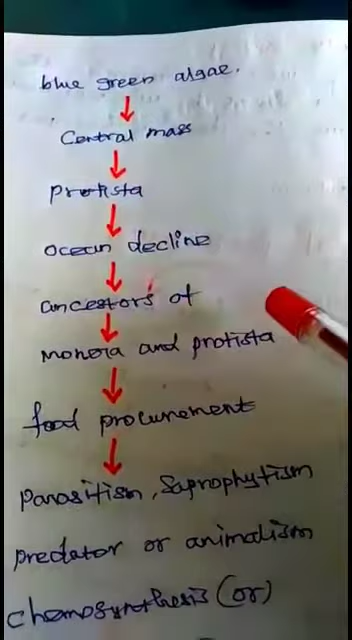 blue green algae.
Central mass
protista
ocean decline
ancestors of
monera and protista
food procurement
Parasitism, Saprophytism
predator or animalism
chemosynthesis (or)